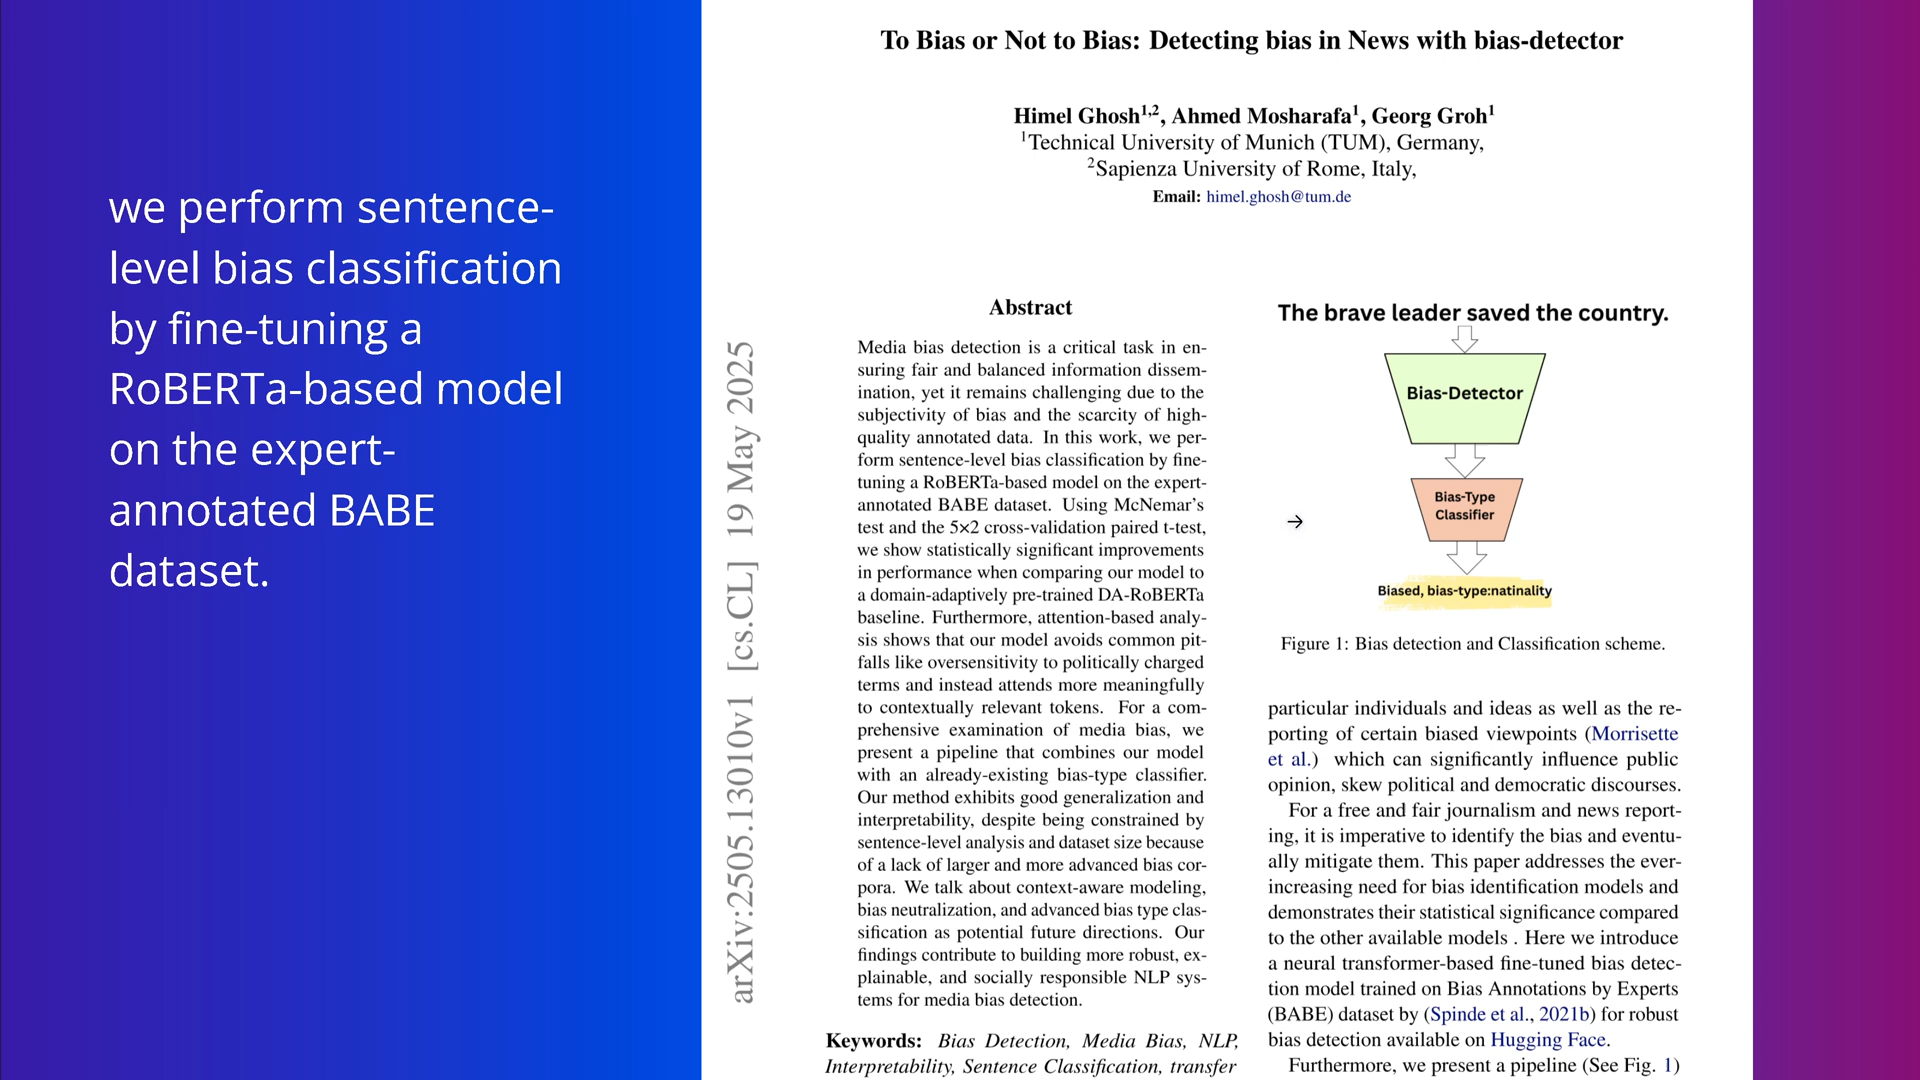 we perform sentence-
level bias classification
by fine-tuning a
RoBERTa-based model
on the expert-
annotated BABE
dataset.
arXiv:2505.13010v1 [cs.CL] 19 May 2025
To Bias or Not to Bias: Detecting bias in News with bias-detector
Himel Ghosh1,2, Ahmed Mosharafa1, Georg Groh1
1Technical University of Munich (TUM), Germany,
2Sapienza University of Rome, Italy,
Email: himel.ghosh@tum.de
Abstract
Media bias detection is a critical task in en-
suring fair and balanced information dissem-
ination, yet it remains challenging due to the
subjectivity of bias and the scarcity of high-
quality annotated data. In this work, we per-
form sentence-level bias classification by fine-
tuning a RoBERTa-based model on the expert-
annotated BABE dataset. Using McNemar's
test and the 5×2 cross-validation paired t-test,
we show statistically significant improvements
in performance when comparing our model to
a domain-adaptively pre-trained DA-RoBERTa
baseline. Furthermore, attention-based analy-
sis shows that our model avoids common pit-
falls like oversensitivity to politically charged
terms and instead attends more meaningfully
to contextually relevant tokens. For a com-
prehensive examination of media bias, we
present a pipeline that combines our model
with an already-existing bias-type classifier.
Our method exhibits good generalization and
interpretability, despite being constrained by
sentence-level analysis and dataset size because
of a lack of larger and more advanced bias cor-
pora. We talk about context-aware modeling,
bias neutralization, and advanced bias type clas-
sification as potential future directions. Our
findings contribute to building more robust, ex-
plainable, and socially responsible NLP sys-
tems for media bias detection.
Keywords: Bias Detection, Media Bias, NLP,
Interpretability, Sentence Classification, transfer
The brave leader saved the country.
Bias-Detector
Bias-Type
Classifier
Biased, bias-type:natinality
Figure 1: Bias detection and Classification scheme.
particular individuals and ideas as well as the re-
porting of certain biased viewpoints (Morrisette
et al.) which can significantly influence public
opinion, skew political and democratic discourses.
For a free and fair journalism and news report-
ing, it is imperative to identify the bias and eventu-
ally mitigate them. This paper addresses the ever-
increasing need for bias identification models and
demonstrates their statistical significance compared
to the other available models . Here we introduce
a neural transformer-based fine-tuned bias detec-
tion model trained on Bias Annotations by Experts
(BABE) dataset by (Spinde et al., 2021b) for robust
bias detection available on Hugging Face.
Furthermore, we present a pipeline (See Fig. 1)